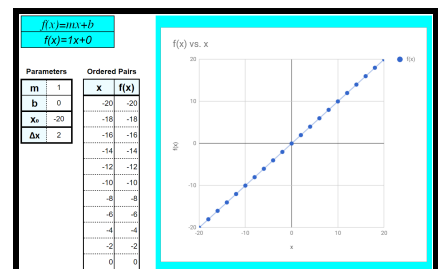 f(x)=mx+b
f(x)=1x+0
Parameters
m 1
b 0
x₀ -20
Δx 2
Ordered Pairs
x f(x)
-20 -20
-18 -18
-16 -16
-14 -14
-12 -12
-10 -10
-8 -8
-6 -6
-4 -4
-2 -2
0 0
f(x) vs. x
f(x)
20
10
0
-10
-20
f(x)
-20 -10 0 10 20
x